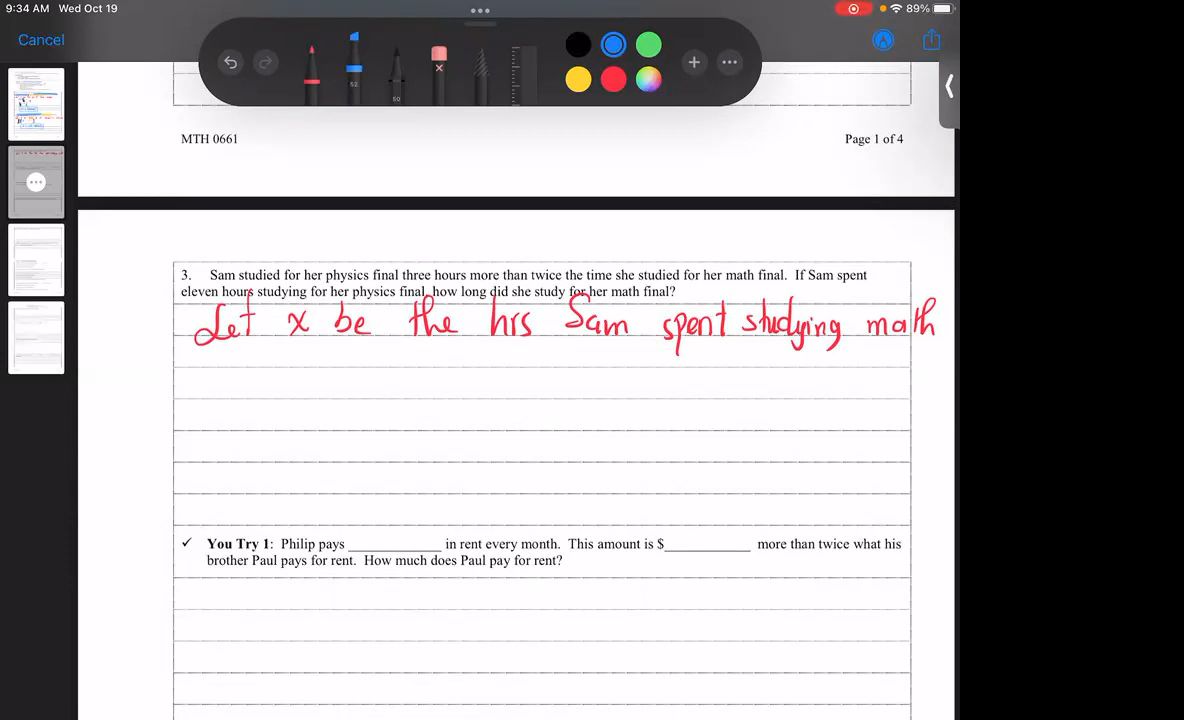 9:34 AM Wed Oct 19
89%
Cancel
52
50
MTH 0661
Page 1 of 4
3. Sam studied for her physics final three hours more than twice the time she studied for her math final. If Sam spent
eleven hours studying for her physics final, how long did she study for her math final?
Let x be the hrs Sam spent studying math
✓ You Try 1: Philip pays ____________ in rent every month. This amount is $____________ more than twice what his
brother Paul pays for rent. How much does Paul pay for rent?